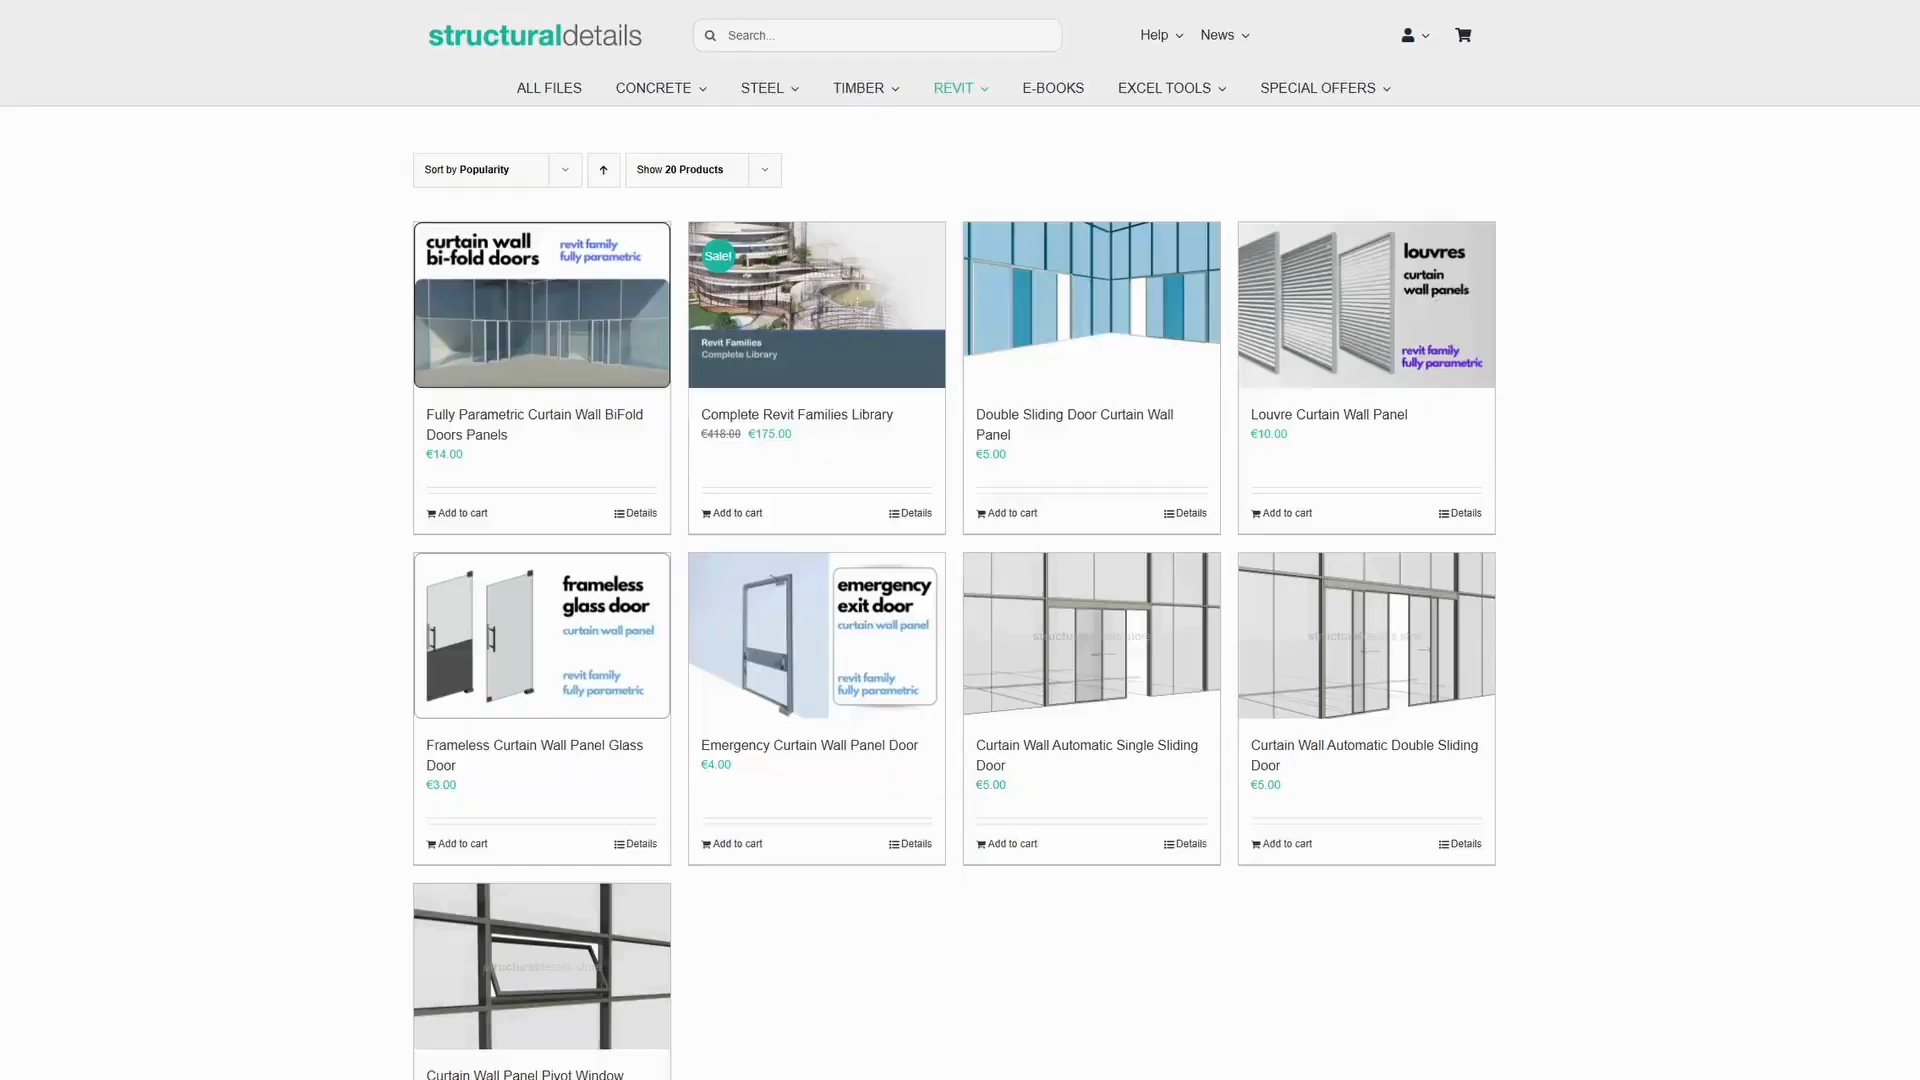 structuraldetails
Search...
Help
News
ALL FILES
CONCRETE
STEEL
TIMBER
REVIT
E-BOOKS
EXCEL TOOLS
SPECIAL OFFERS
Sort by Popularity
Show 20 Products
curtain wall
bi-fold doors
revit family
fully parametric
Fully Parametric Curtain Wall BiFold
Doors Panels
€14.00
Add to cart
Details
Sale!
Revit Families
Complete Library
Complete Revit Families Library
€418.00 €175.00
Add to cart
Details
Double Sliding Door Curtain Wall
Panel
€5.00
Add to cart
Details
louvres
curtain
wall panels
revit family
fully parametric
Louvre Curtain Wall Panel
€10.00
Add to cart
Details
frameless
glass door
curtain wall panel
revit family
fully parametric
Frameless Curtain Wall Panel Glass
Door
€3.00
Add to cart
Details
emergency
exit door
curtain wall panel
revit family
fully parametric
Emergency Curtain Wall Panel Door
€4.00
Add to cart
Details
Curtain Wall Automatic Single Sliding
Door
€5.00
Add to cart
Details
Curtain Wall Automatic Double Sliding
Door
€5.00
Add to cart
Details
structuraldetails store
Curtain Wall Panel Pivot Window